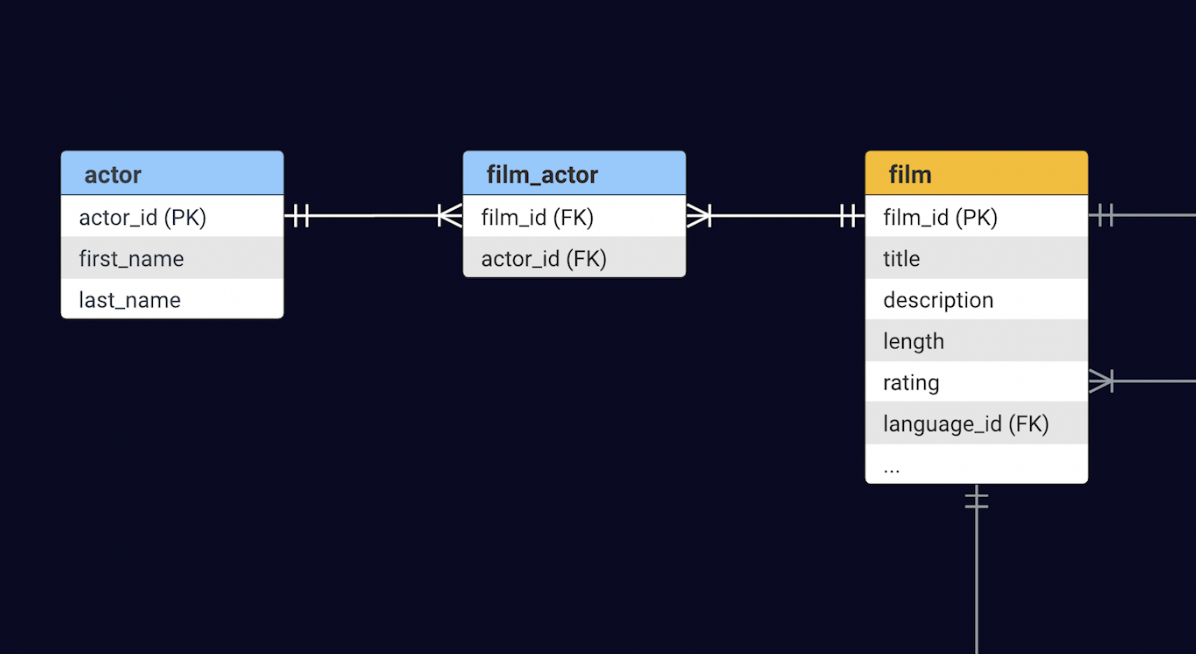 actor
actor_id (PK)
first_name
last_name
film_actor
film_id (FK)
actor_id (FK)
film
film_id (PK)
title
description
length
rating
language_id (FK)
...